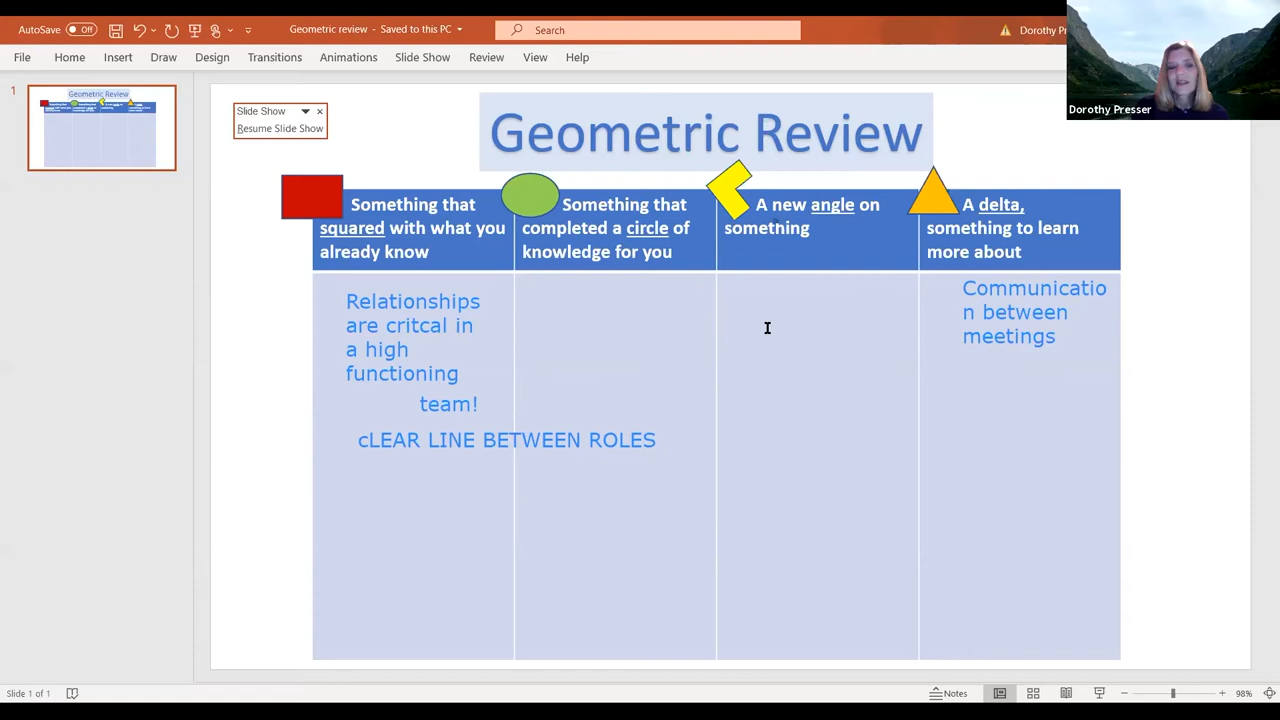 AutoSave Off
Geometric review - Saved to this PC
Search
Dorothy Pr
File Home Insert Draw Design Transitions Animations Slide Show Review View Help
Dorothy Presser
1
Geometric Review
Slide Show
Resume Slide Show
Geometric Review
Something that
squared with what you
already know
Something that
completed a circle of
knowledge for you
A new angle on
something
A delta,
something to learn
more about
Relationships
are critcal in
a high
functioning
team!
cLEAR LINE BETWEEN ROLES
Communicatio
n between
meetings
Slide 1 of 1
Notes
98%